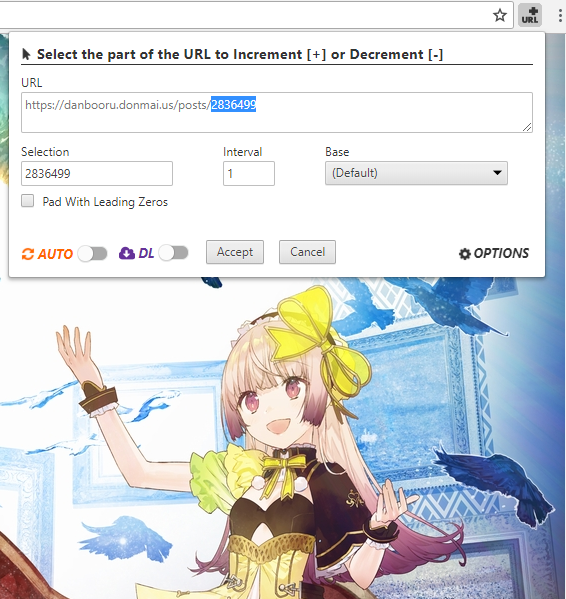 +
URL
Select the part of the URL to Increment [+] or Decrement [-]
URL
https://danbooru.donmai.us/posts/2836499
Selection Interval Base
2836499 1 (Default)
Pad With Leading Zeros
AUTO DL Accept Cancel OPTIONS